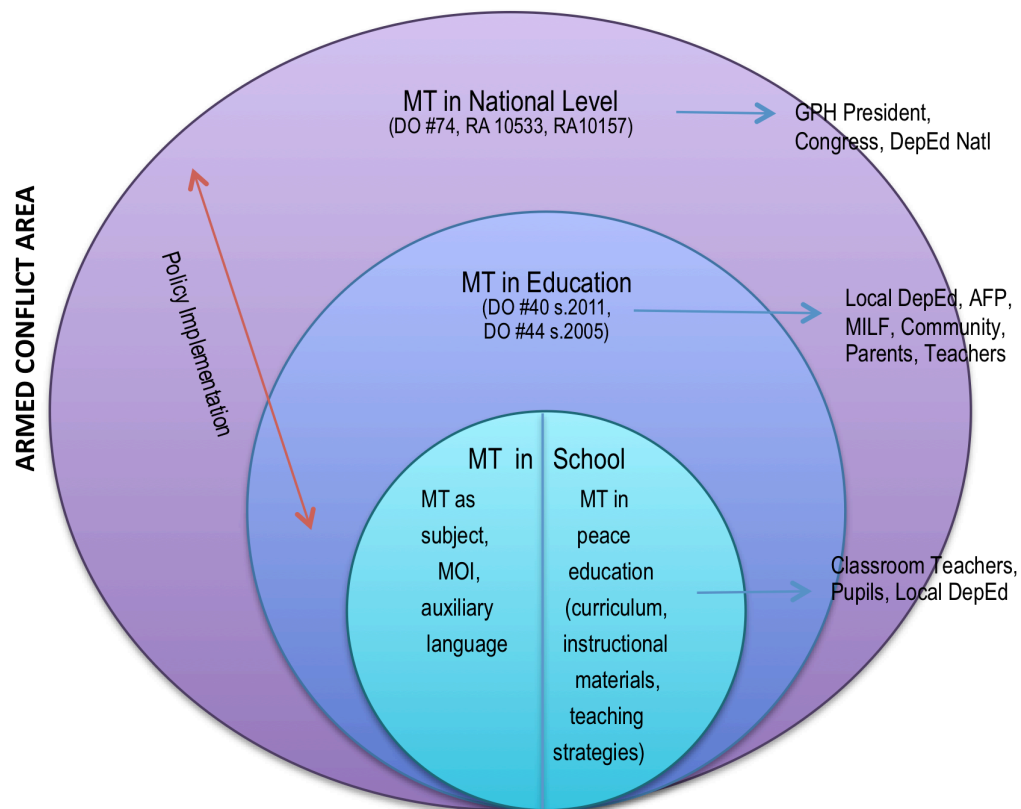 MT in National Level
(DO #74, RA 10533, RA10157)
GPH President,
Congress, DepEd Natl
ARMED CONFLICT AREA
Policy Implementation
MT in Education
(DO #40 s.2011,
DO #44 s.2005)
Local DepEd, AFP,
MILF, Community,
Parents, Teachers
MT in School
MT as
subject,
MOI,
auxiliary
language
MT in
peace
education
(curriculum,
instructional
materials,
teaching
strategies)
Classroom Teachers,
Pupils, Local DepEd